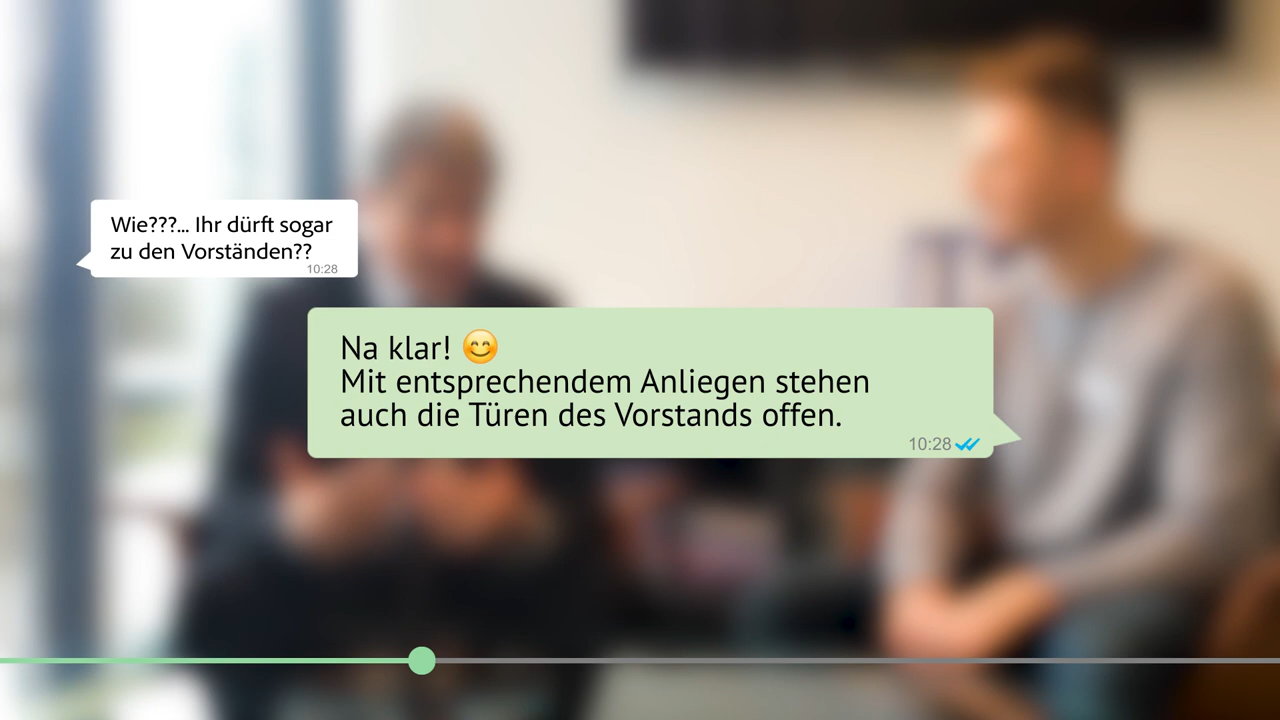 Wie???... Ihr dürft sogar
zu den Vorständen??
10:28
Na klar! 😊
Mit entsprechendem Anliegen stehen
auch die Türen des Vorstands offen.
10:28